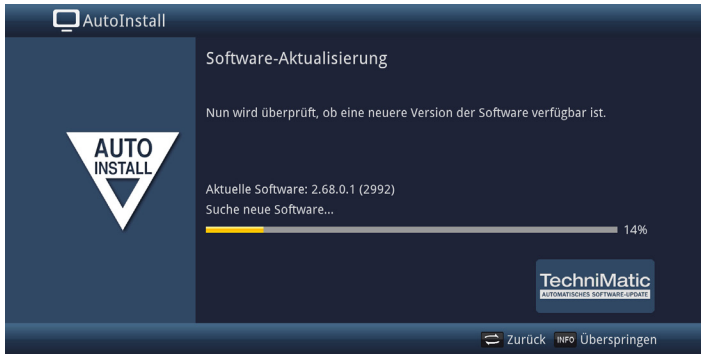 AutoInstall
Software-Aktualisierung
Nun wird überprüft, ob eine neuere Version der Software verfügbar ist.
AUTO
INSTALL
Aktuelle Software: 2.68.0.1 (2992)
Suche neue Software...
14%
TechniMatic
AUTOMATISCHES SOFTWARE-UPDATE
Zurück INFO Überspringen